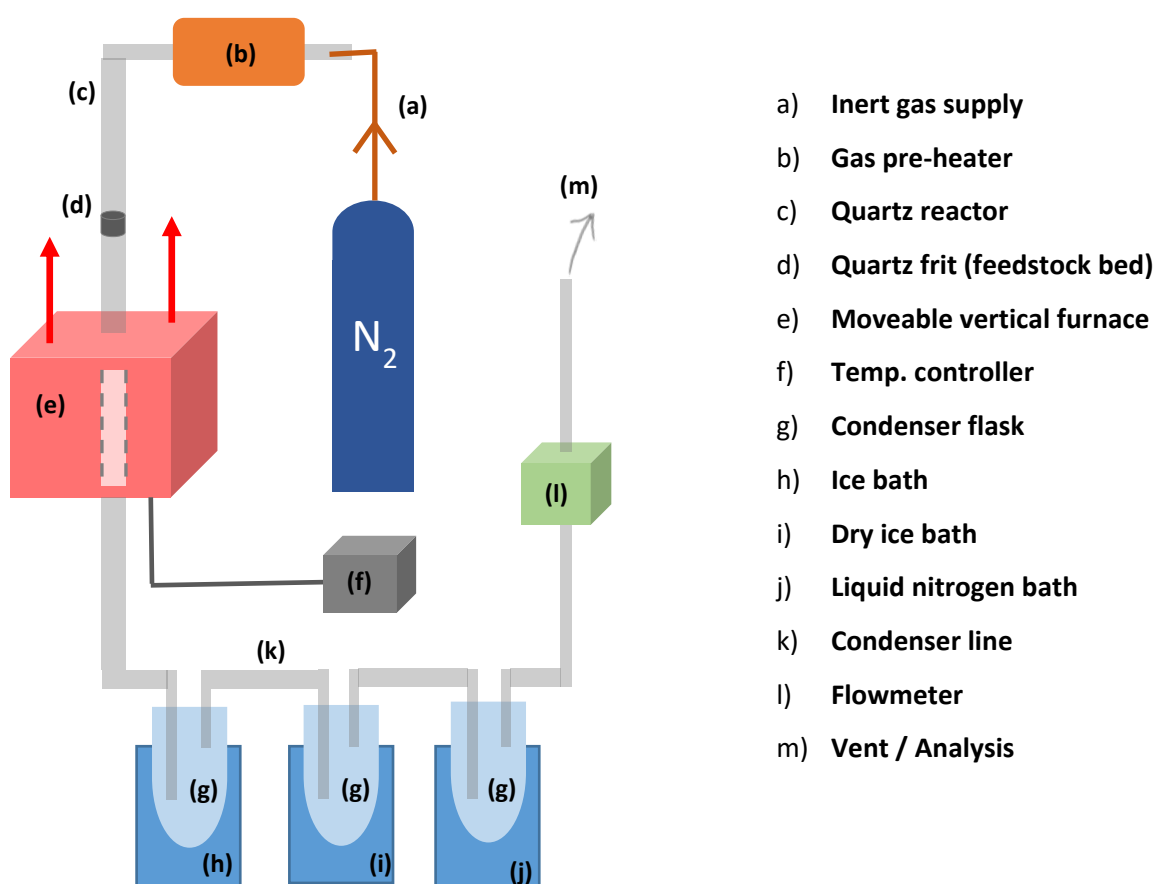 (b)
(c)
(a)
(d)
(m)
N2
(e)
(l)
(f)
(k)
(g)
(g)
(g)
(h)
(i)
(j)
a) Inert gas supply
b) Gas pre-heater
c) Quartz reactor
d) Quartz frit (feedstock bed)
e) Moveable vertical furnace
f) Temp. controller
g) Condenser flask
h) Ice bath
i) Dry ice bath
j) Liquid nitrogen bath
k) Condenser line
l) Flowmeter
m) Vent / Analysis